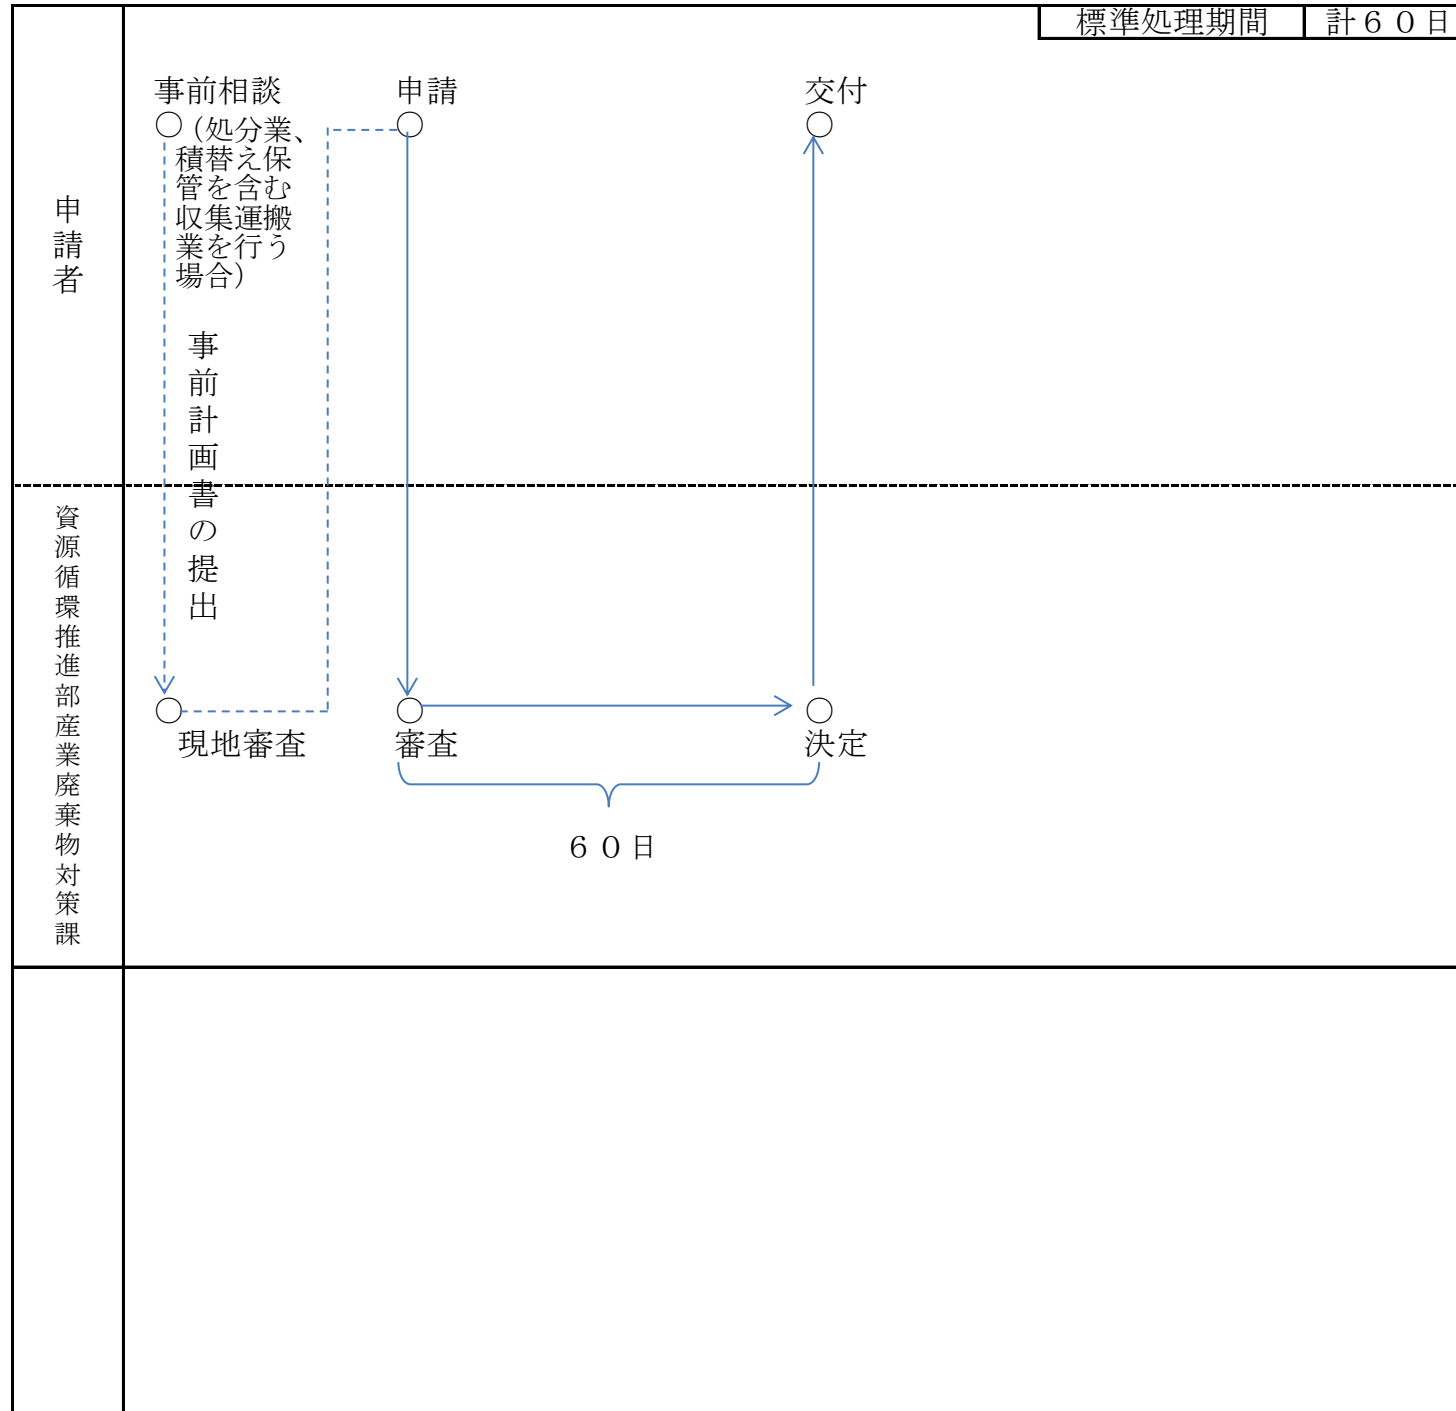 標準処理期間 計６０日
事前相談
申請
交付
○(処分業、
積替え保
管を含む
収集運搬
業を行う
場合)
○
○
申請者
事前計画書の提出
資源循環推進部産業廃棄物対策課
○
○
○
現地審査
審査
決定
６０日